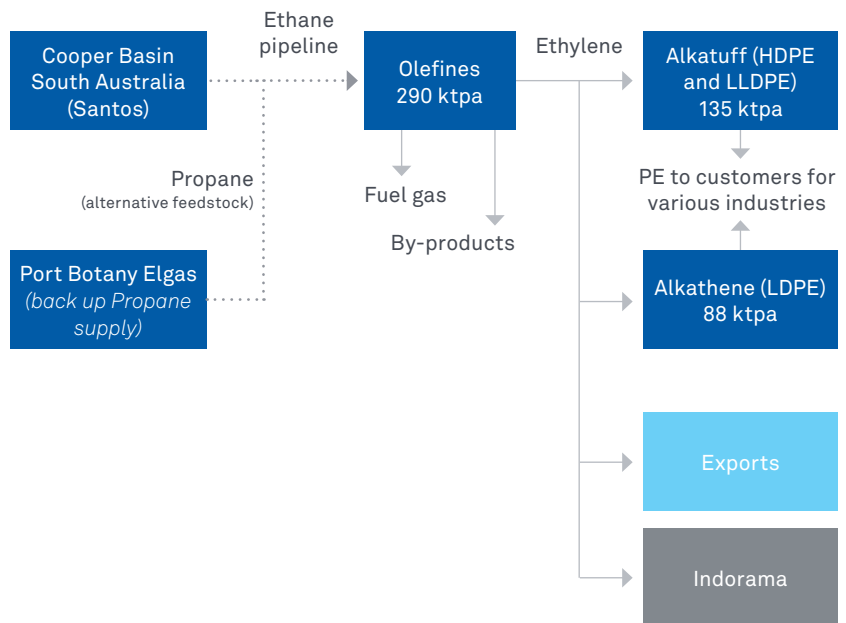 Cooper Basin
South Australia
(Santos)
Ethane
pipeline
Olefines
290 ktpa
Ethylene
Alkatuff (HDPE
and LLDPE)
135 ktpa
Propane
(alternative feedstock)
Fuel gas
By-products
PE to customers for
various industries
Port Botany Elgas
(back up Propane
supply)
Alkathene (LDPE)
88 ktpa
Exports
Indorama